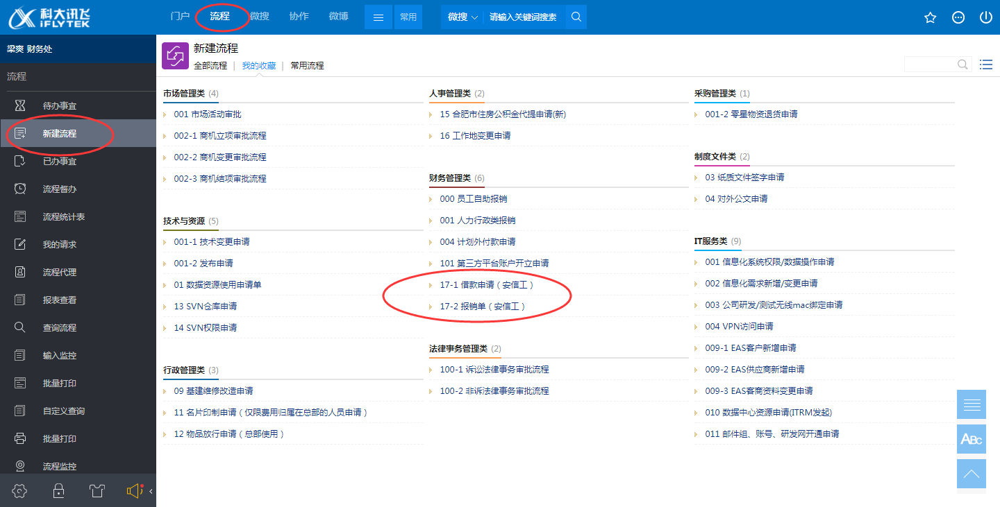 科大讯飞
iFLYTEK
门户 流程 微搜 协作 微博 常用 微搜 请输入关键词搜索
梁爽 财务处
流程
待办事宜
新建流程
已办事宜
流程督办
流程统计表
我的请求
流程代理
报表查看
查询流程
输入监控
批量打印
自定义查询
批量打印
流程监控
新建流程
全部流程 | 我的收藏 | 常用流程
市场管理类 (4)
001 市场活动审批
002-1 商机立项审批流程
002-2 商机变更审批流程
002-3 商机结项审批流程
技术与资源 (5)
001-1 技术变更申请
001-2 发布申请
01 数据资源使用申请单
13 SVN仓库申请
14 SVN权限申请
行政管理类 (3)
09 基建维修改造申请
11 名片印制申请（仅限费用归属在总部的人员申请）
12 物品放行申请（总部使用）
人事管理类 (2)
15 合肥市住房公积金代提申请(新)
16 工作地变更申请
财务管理类 (6)
000 员工自助报销
001 人力行政类报销
004 计划外付款申请
101 第三方平台账户开立申请
17-1 借款申请（安信工）
17-2 报销单（安信工）
法律事务管理类 (2)
100-1 诉讼法律事务审批流程
100-2 非诉法律事务审批流程
采购管理类 (1)
001-2 零星物资退货申请
制度文件类 (2)
03 纸质文件签字申请
04 对外公文申请
IT服务类 (9)
001 信息化系统权限/数据操作申请
002 信息化需求新增/变更申请
003 公司研发/测试无线mac绑定申请
004 VPN访问申请
009-1 EAS客户新增申请
009-2 EAS供应商新增申请
009-3 EAS客商资料变更申请
010 数据中心资源申请(ITRM发起)
011 邮件组、账号、研发网开通申请
ABC